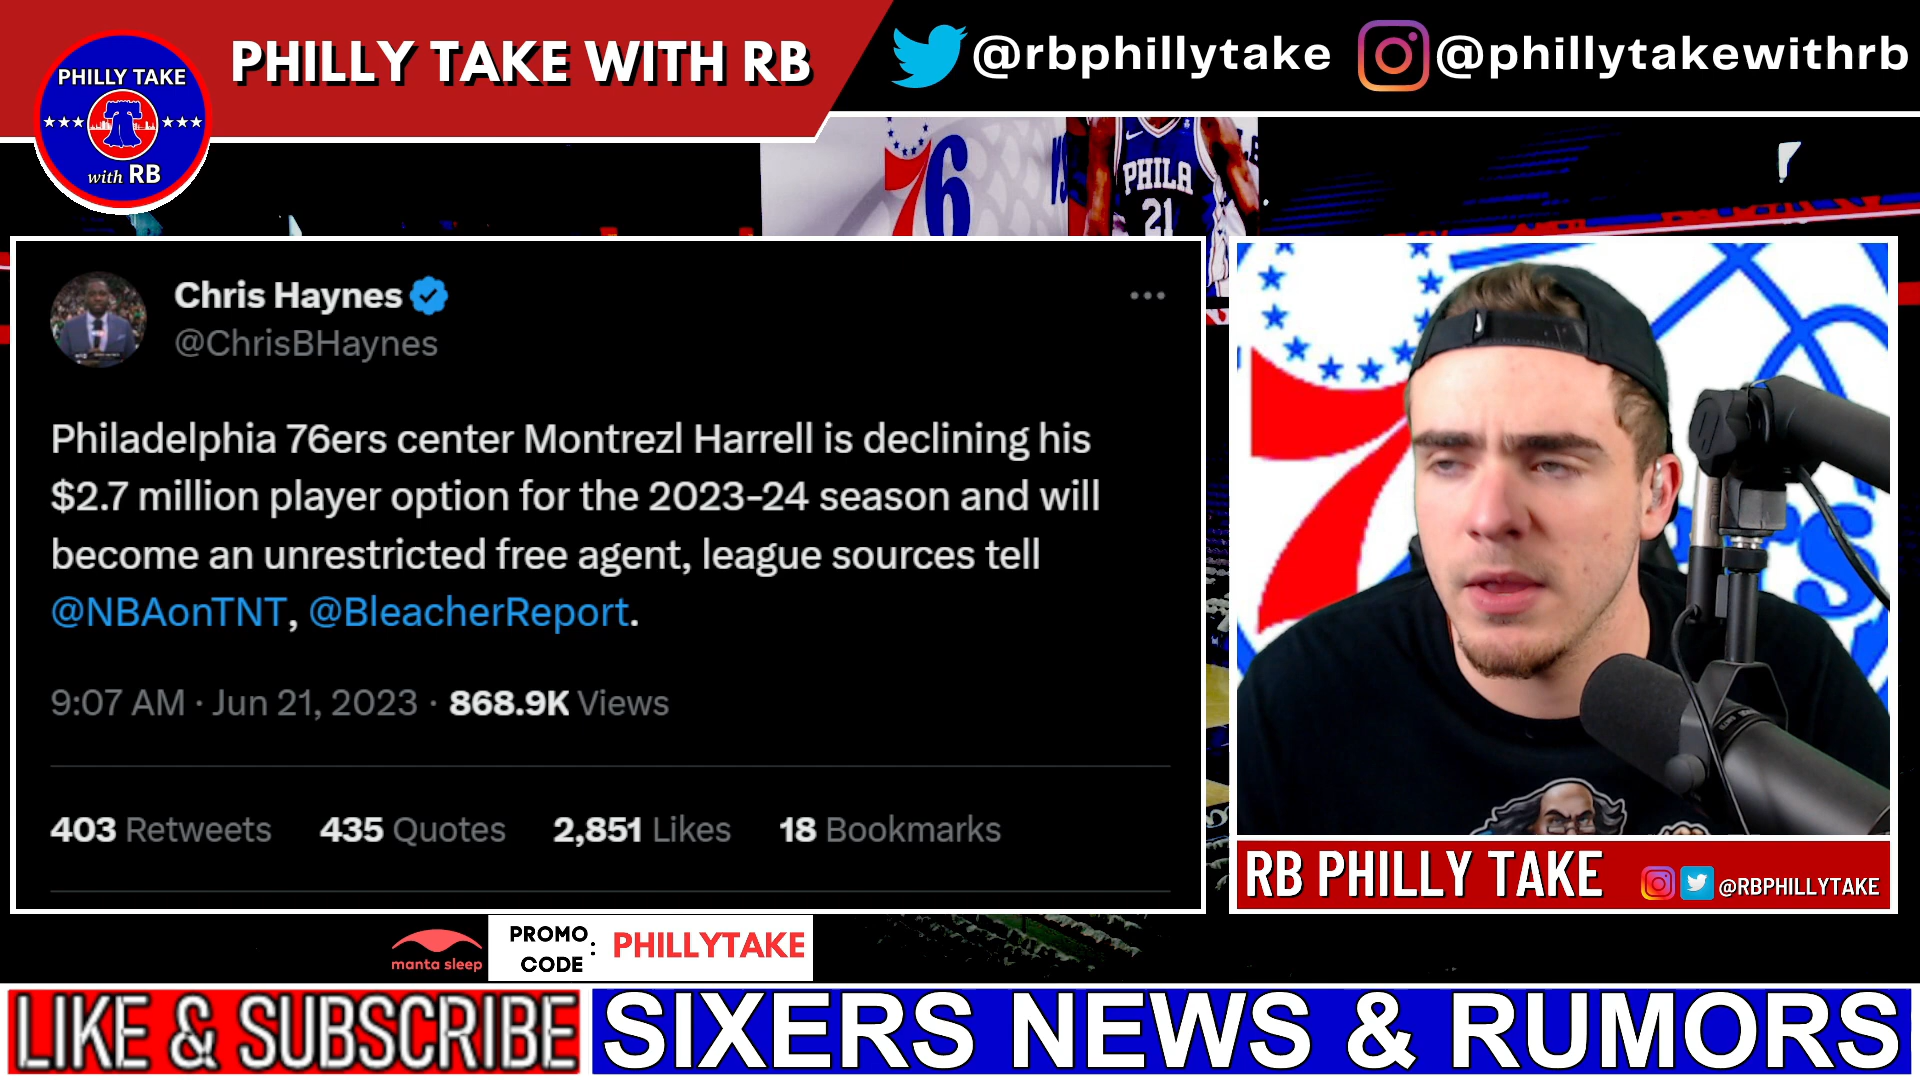 PHILLY TAKE WITH RB
@rbphillytake
@phillytakewithrb
PHILLY TAKE
with RB
76
PHILA
21
Chris Haynes
@ChrisBHaynes
Philadelphia 76ers center Montrezl Harrell is declining his
$2.7 million player option for the 2023-24 season and will
become an unrestricted free agent, league sources tell
@NBAonTNT, @BleacherReport.
9:07 AM · Jun 21, 2023 · 868.9K Views
403 Retweets 435 Quotes 2,851 Likes 18 Bookmarks
RB PHILLY TAKE
@RBPHILLYTAKE
manta sleep
PROMO
CODE : PHILLYTAKE
LIKE & SUBSCRIBE
SIXERS NEWS & RUMORS